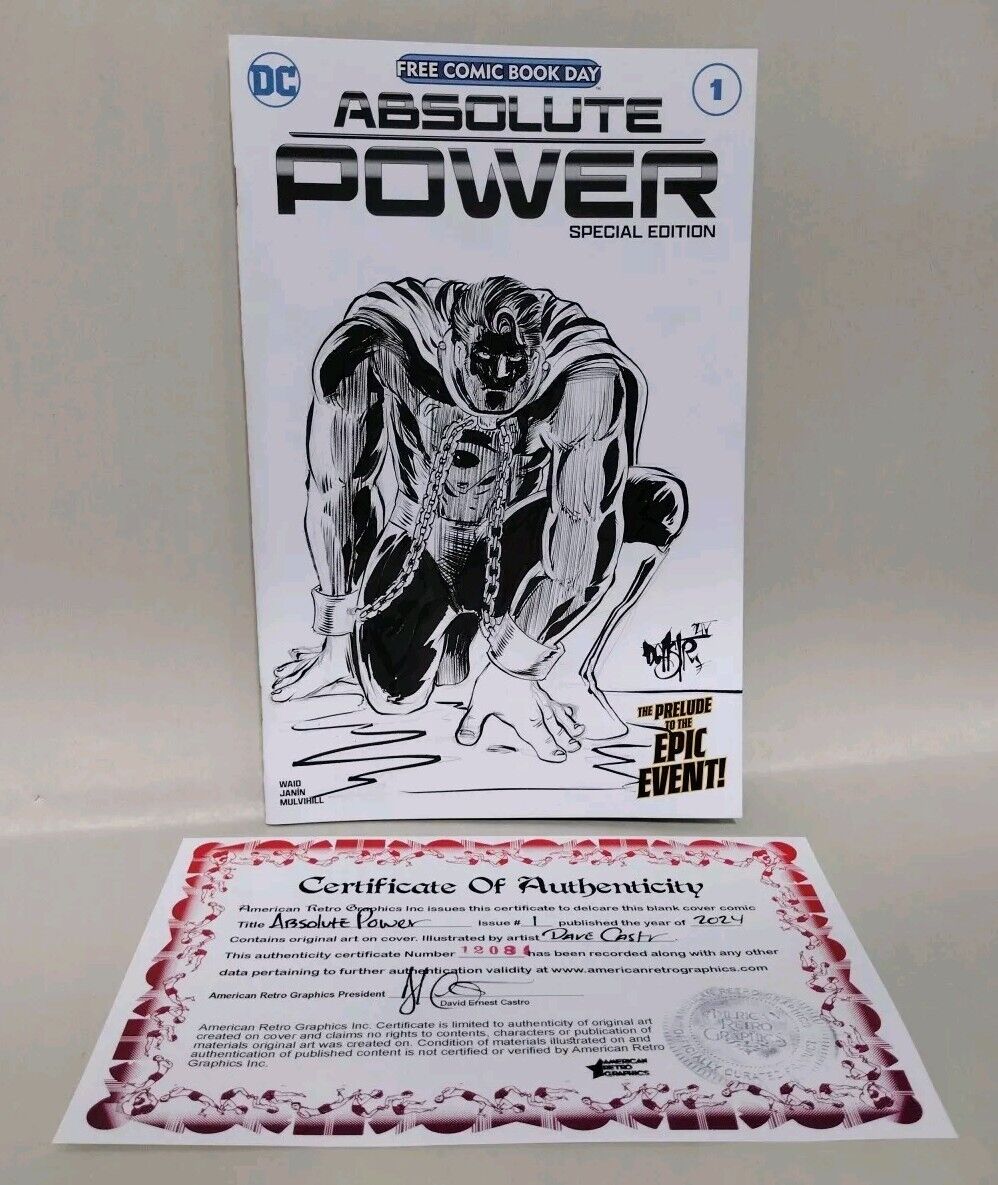 DC
FREE COMIC BOOK DAY
1
ABSOLUTE
POWER
SPECIAL EDITION
THE PRELUDE
TO THE
EPIC
EVENT!
WAID
JANÍN
MULVIHILL
Certificate Of Authenticity
American Retro Graphics Inc issues this certificate to delcare this blank cover comic
Title Absolute Power Issue # 1 published the year of 2024
Contains original art on cover. Illustrated by artist Dave Castr
This authenticity certificate Number 12084 has been recorded along with any other
data pertaining to further authentication validity at www.americanretrographics.com
American Retro Graphics President
David Ernest Castro
American Retro Graphics Inc. Certificate is limited to authenticity of original art
created on cover and claims no rights to contents, characters or publication of
materials original art was created on. Condition of materials illustrated on and
authentication of published content is not certified or verified by American Retro
Graphics Inc.
AMERICAN
RETRO
GRAPHICS